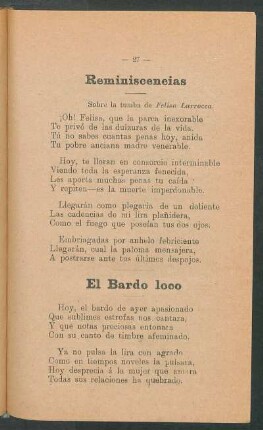 — 27 —
Reminiscencias
Sobre la tumba de Felisa Larrocca.
¡Oh! Felisa, que la parca inexorable
Te privó de las dulzuras de la vida.
Tú no sabes cuantas penas hoy, anida
Tu pobre anciana madre venerable.
Hoy, te lloran en consorcio interminable
Viendo toda la esperanza fenecida,
Les aporta muchas penas tu caída
Y repiten—es la muerte imperdonable.
Llegarán como plegaria de un doliente
Las cadencias de mi lira plañidera,
Como el fuego que poseían tus dos ojos.
Embriagadas por anhelo febriciente
Llegarán, cual la paloma mensajera,
A postrarse ante tus últimos despojos.
El Bardo loco
Hoy, el bardo de ayer apasionado
Que sublimes estrofas nos cantara,
Y que notas preciosas entonara
Con su canto de timbre afeminado.
Ya no pulsa la lira con agrado
Como en tiempos noveles la pulsara,
Hoy desprecia á la mujer que amara
Todas sus relaciones ha quebrado.